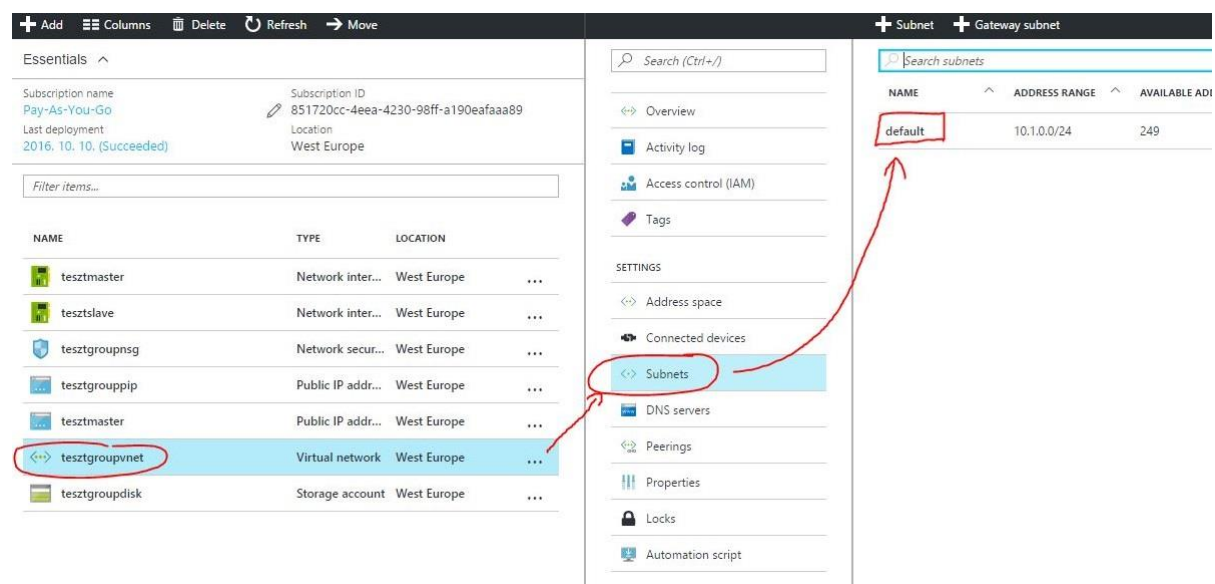 Add Columns Delete Refresh Move
Essentials
Subscription name
Pay-As-You-Go
Last deployment
2016. 10. 10. (Succeeded)
Subscription ID
851720cc-4eea-4230-98ff-a190eafaaa89
Location
West Europe
Filter items...
NAME TYPE LOCATION
tesztmaster Network inter... West Europe ...
tesztslave Network inter... West Europe ...
tesztgroupnsg Network secur... West Europe ...
tesztgrouppip Public IP addr... West Europe ...
tesztmaster Public IP addr... West Europe ...
tesztgroupvnet Virtual network West Europe ...
tesztgroupdisk Storage account West Europe ...
Search (Ctrl+/)
Overview
Activity log
Access control (IAM)
Tags
SETTINGS
Address space
Connected devices
Subnets
DNS servers
Peerings
Properties
Locks
Automation script
Subnet Gateway subnet
Search subnets
NAME ADDRESS RANGE AVAILABLE ADD
default 10.1.0.0/24 249